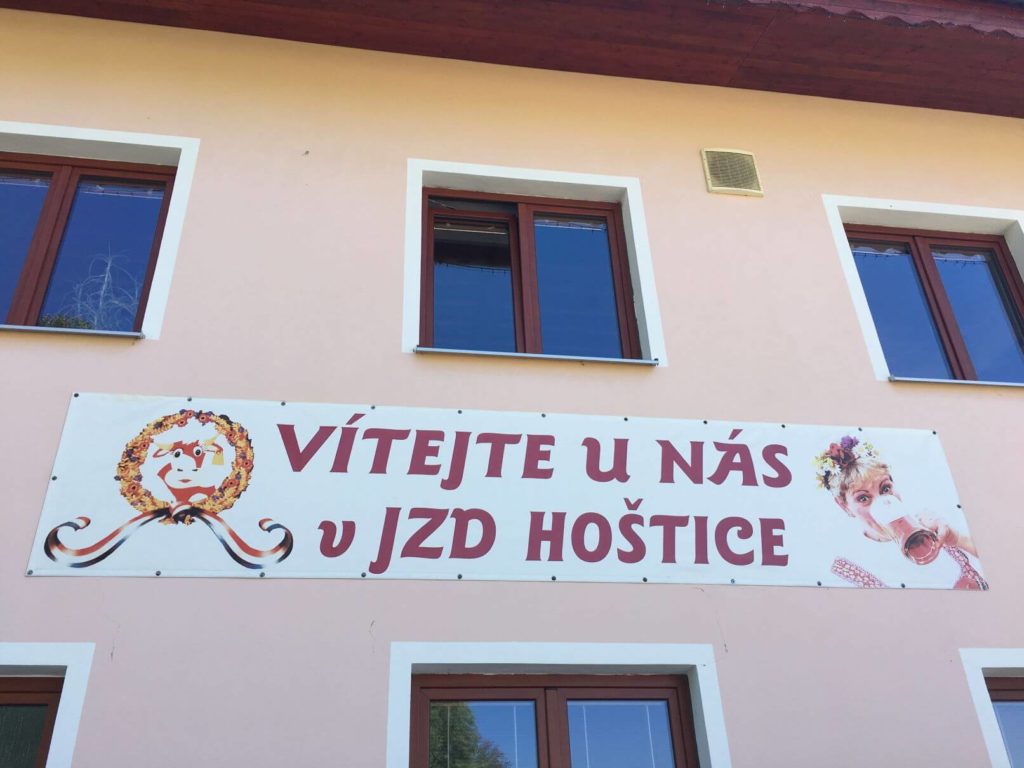 VÍTEJTE U NÁS
v JZD HOŠTICE